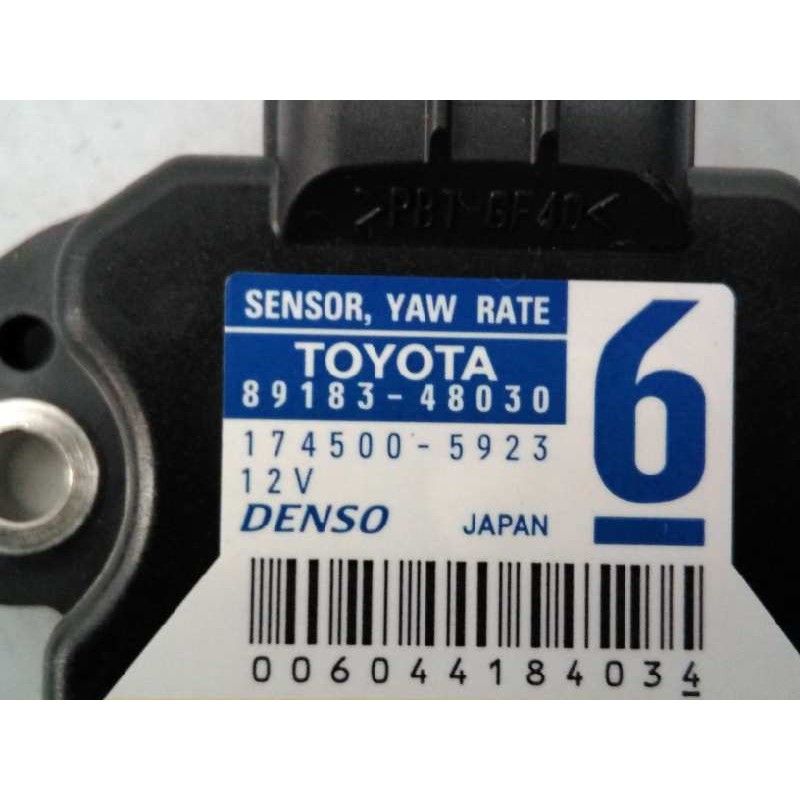 >PBT-GF40<
SENSOR, YAW RATE
TOYOTA
89183-48030
174500-5923
12V
DENSO JAPAN
6
006044184034